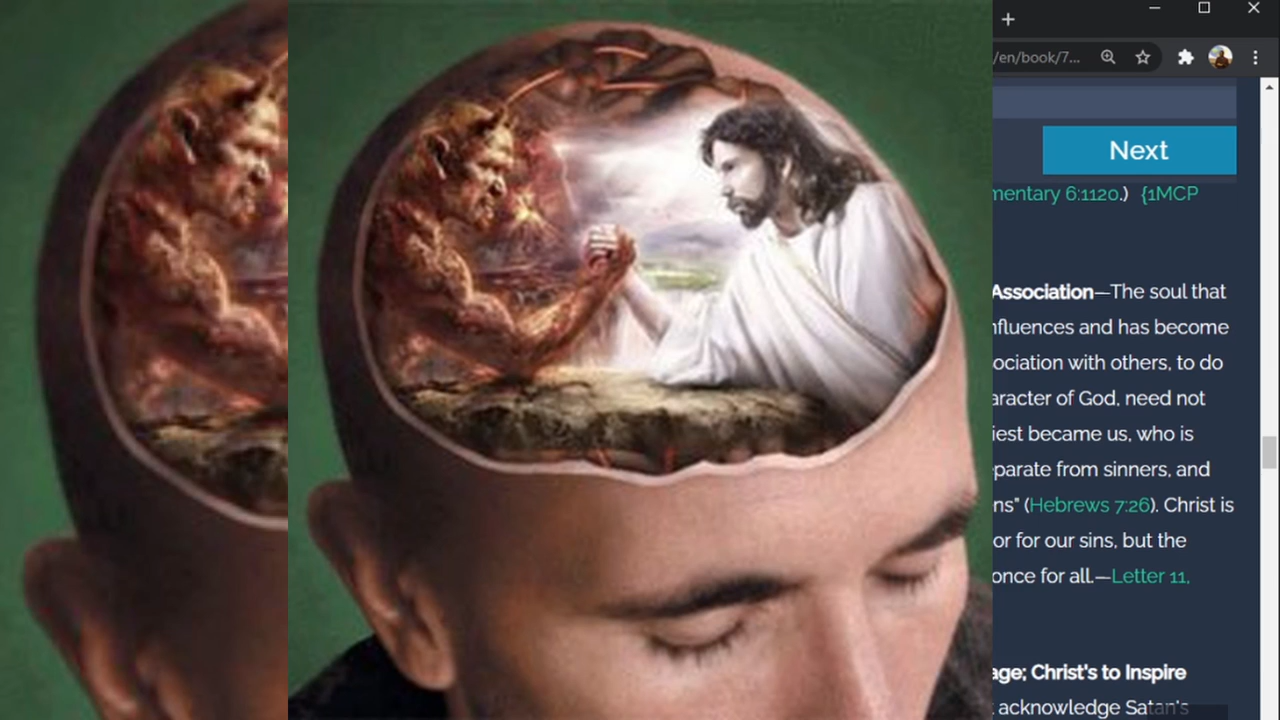 /en/book/7...
Next
mentary 6:1120.) {1MCP
Association—The soul that
nfluences and has become
ociation with others, to do
aracter of God, need not
iest became us, who is
parate from sinners, and
ns" (Hebrews 7:26). Christ is
or for our sins, but the
once for all.—Letter 11,
age; Christ's to Inspire
acknowledge Satan's